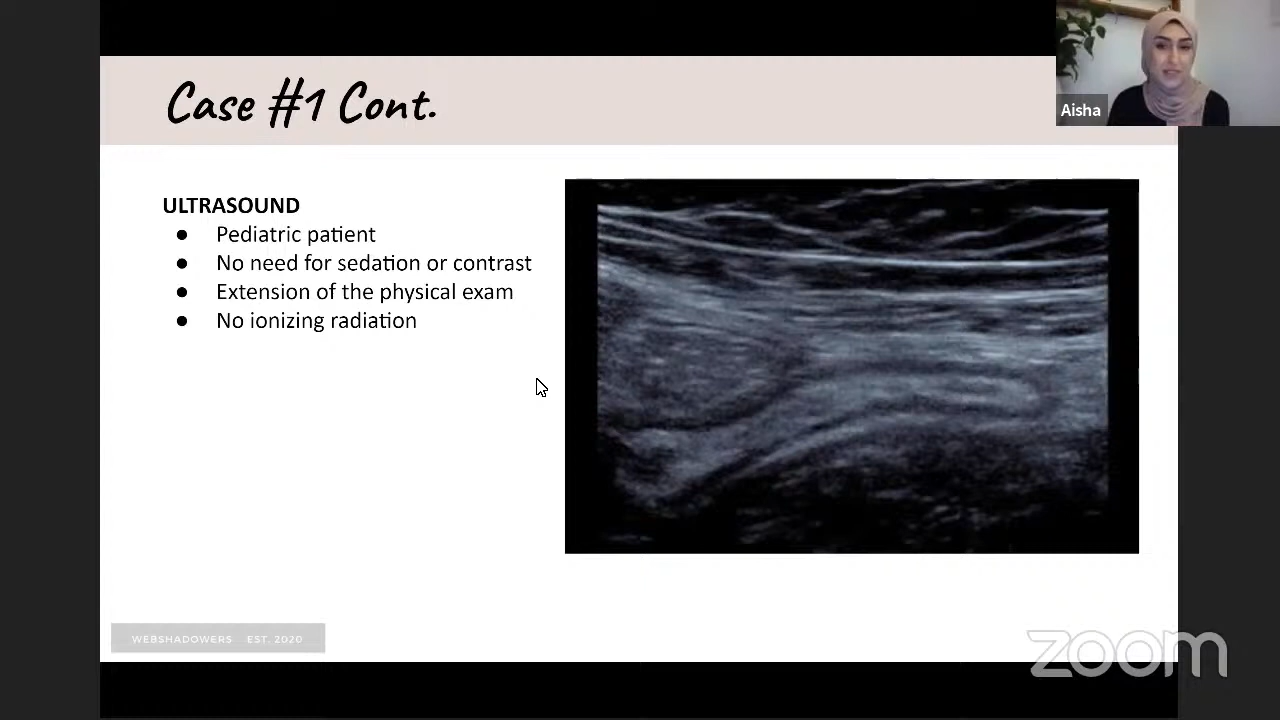 Case #1 Cont.
Aisha
ULTRASOUND
● Pediatric patient
● No need for sedation or contrast
● Extension of the physical exam
● No ionizing radiation
WEBSHADOWERS EST. 2020
zoom